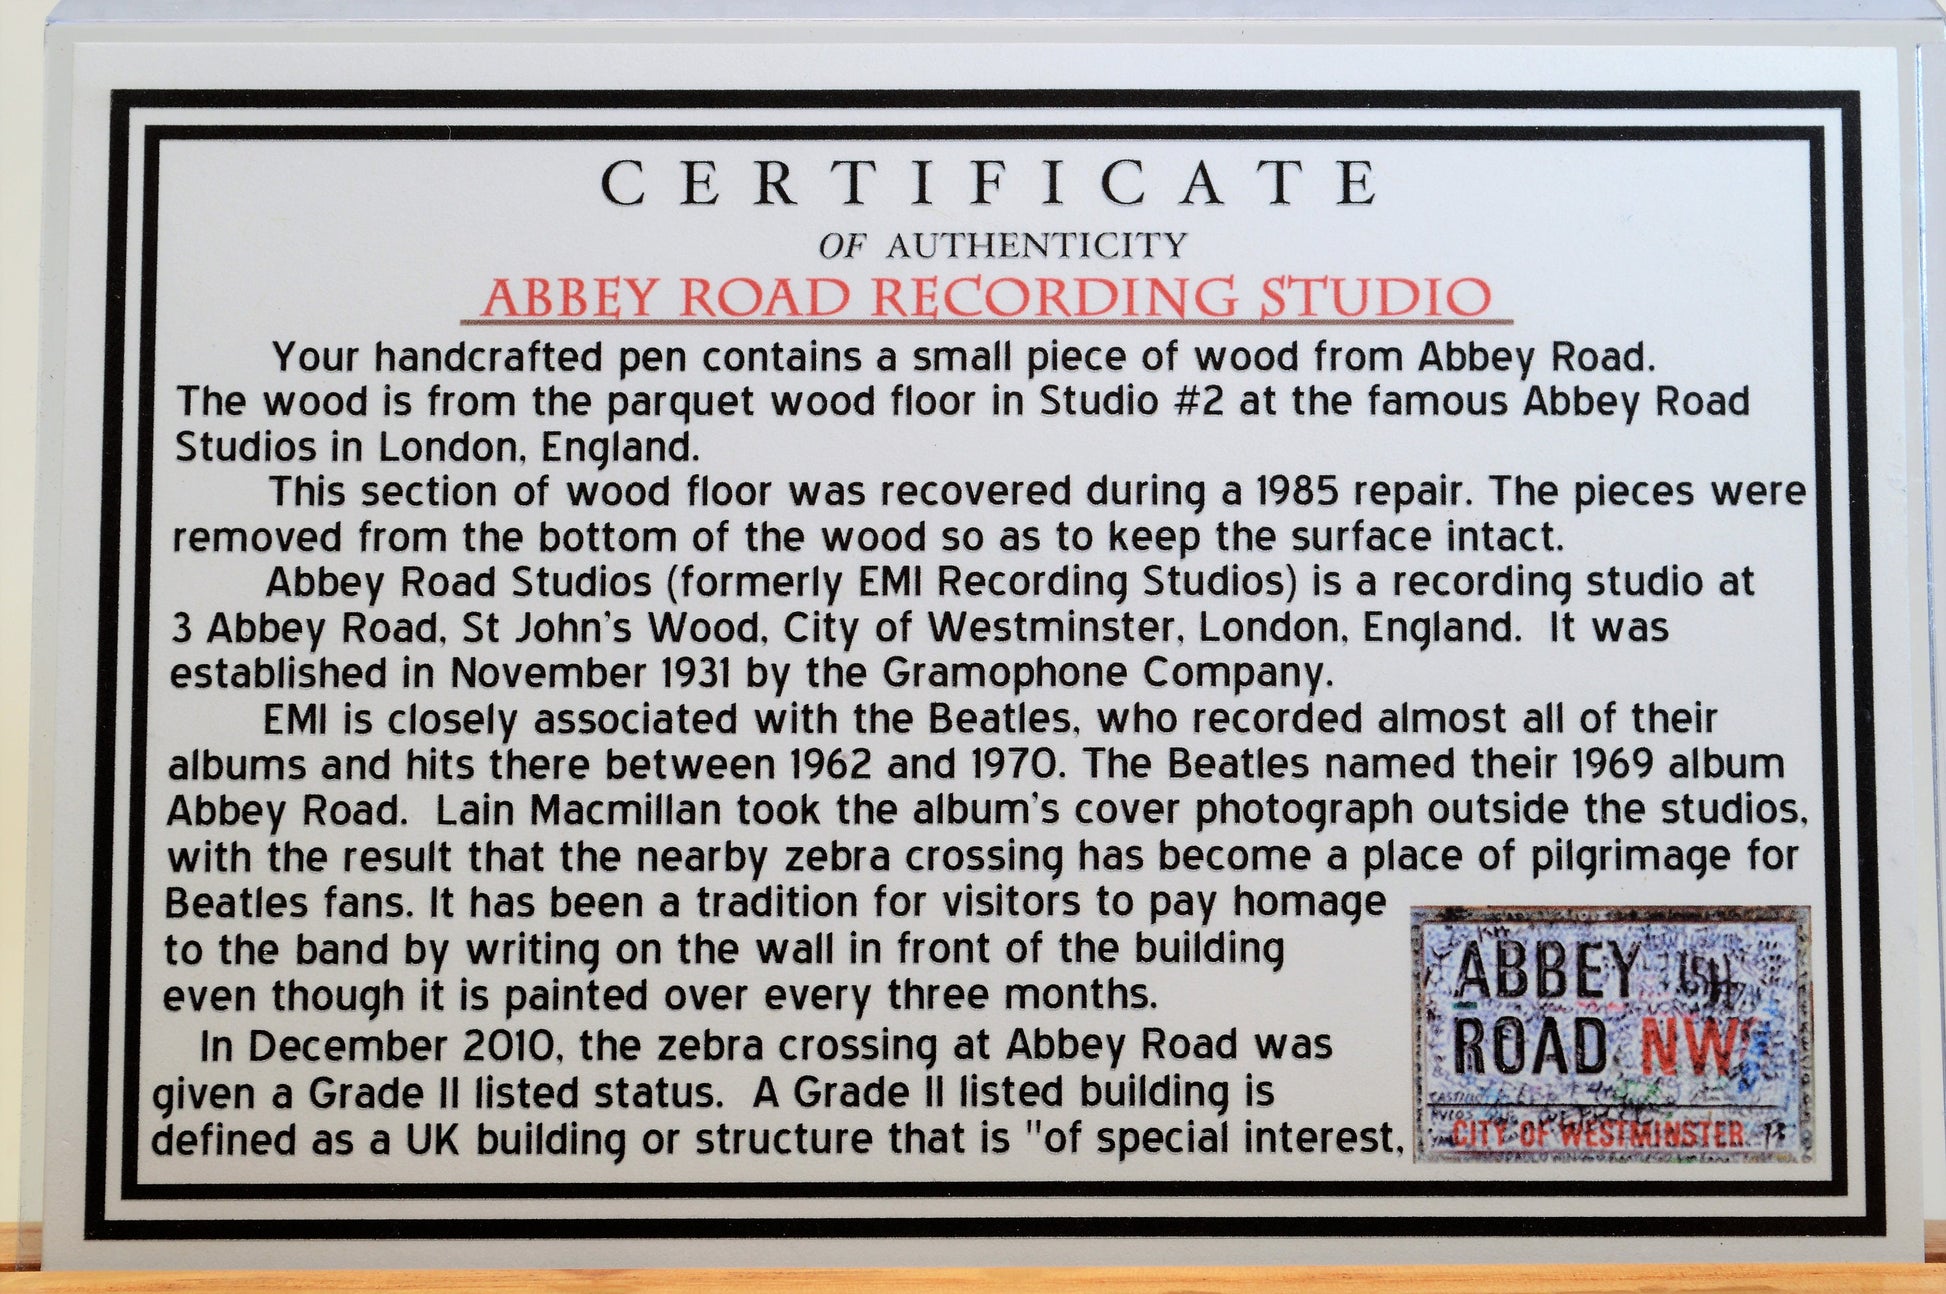 CERTIFICATE
OF AUTHENTICITY
ABBEY ROAD RECORDING STUDIO
Your handcrafted pen contains a small piece of wood from Abbey Road.
The wood is from the parquet wood floor in Studio #2 at the famous Abbey Road
Studios in London, England.
This section of wood floor was recovered during a 1985 repair. The pieces were
removed from the bottom of the wood so as to keep the surface intact.
Abbey Road Studios (formerly EMI Recording Studios) is a recording studio at
3 Abbey Road, St John's Wood, City of Westminster, London, England. It was
established in November 1931 by the Gramophone Company.
EMI is closely associated with the Beatles, who recorded almost all of their
albums and hits there between 1962 and 1970. The Beatles named their 1969 album
Abbey Road. Lain Macmillan took the album's cover photograph outside the studios,
with the result that the nearby zebra crossing has become a place of pilgrimage for
Beatles fans. It has been a tradition for visitors to pay homage
to the band by writing on the wall in front of the building
even though it is painted over every three months.
In December 2010, the zebra crossing at Abbey Road was
given a Grade II listed status. A Grade II listed building is
defined as a UK building or structure that is "of special interest,
ABBEY
ROAD NW
CITY OF WESTMINSTER